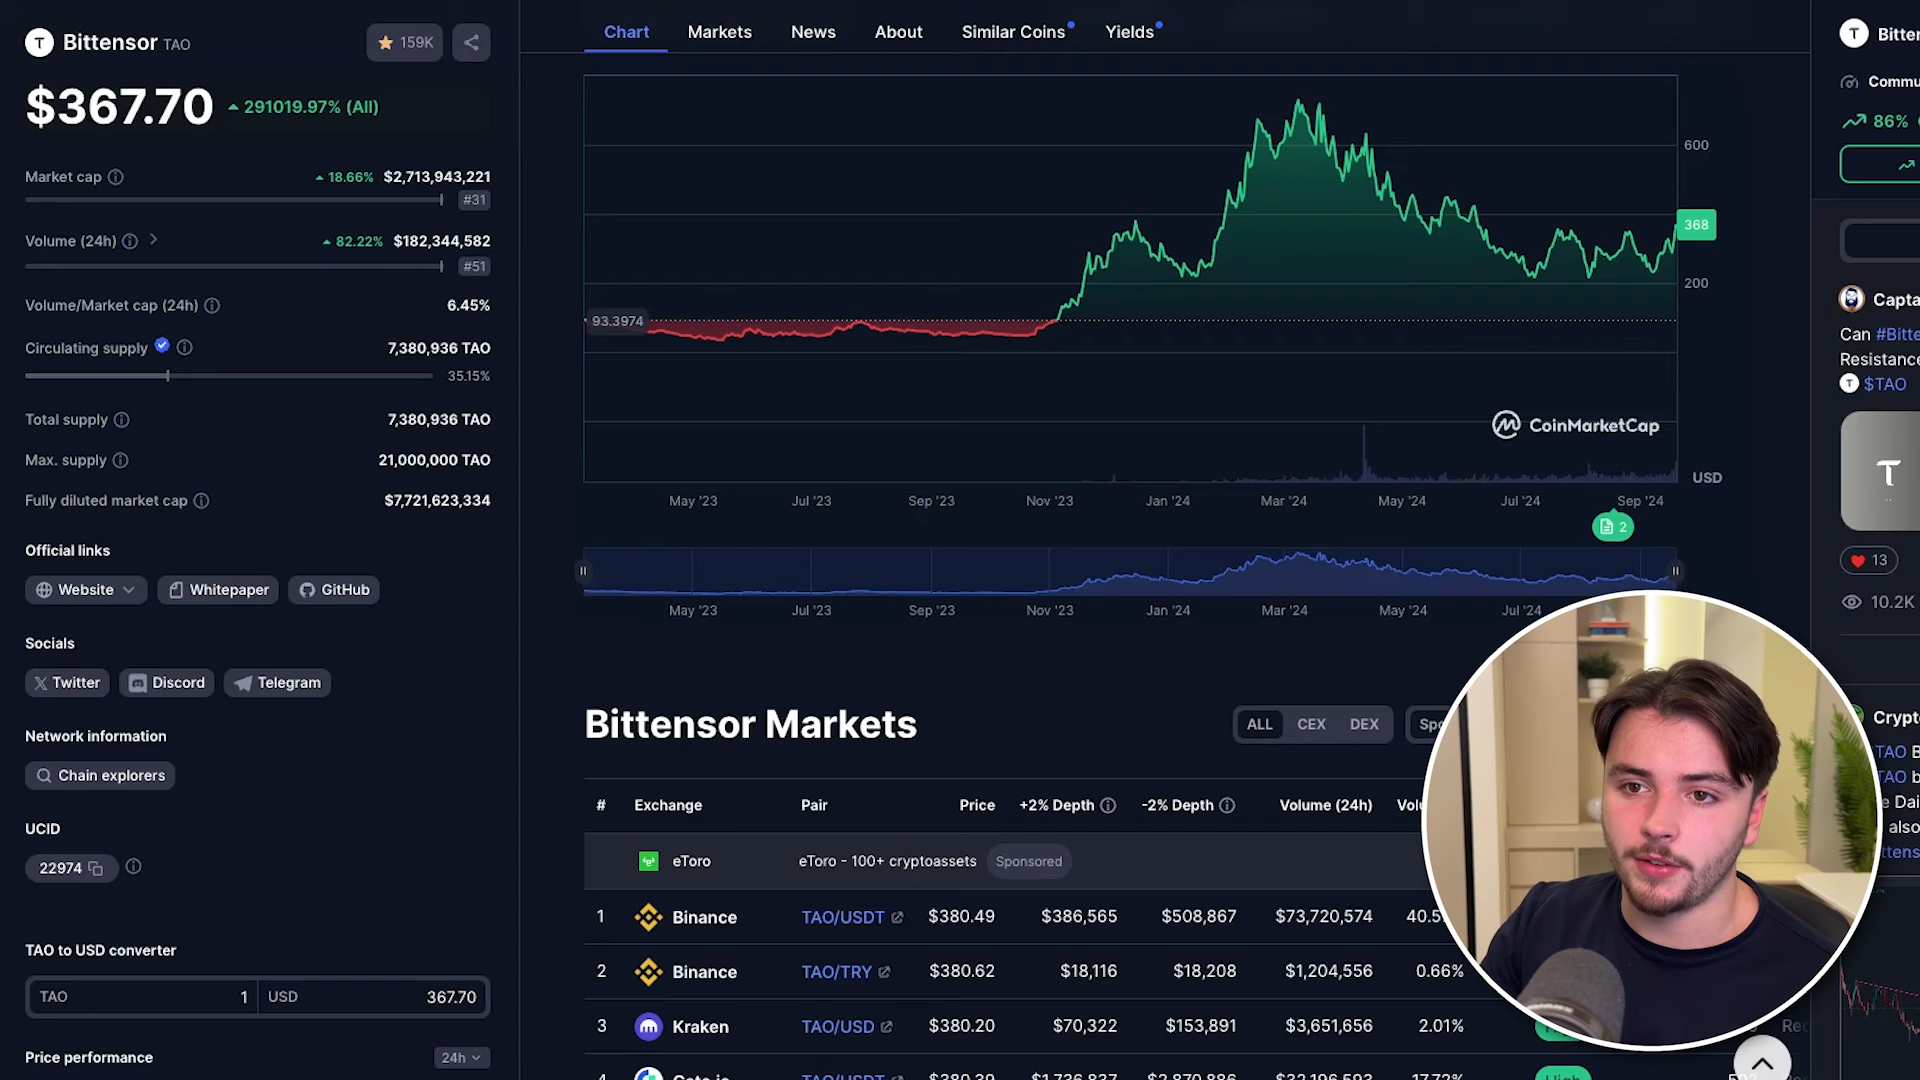 Bittensor TAO
159K
$367.70
291019.97% (All)
Market cap
18.66% $2,713,943,221
#31
Volume (24h)
82.22% $182,344,582
#51
Volume/Market cap (24h)
6.45%
Circulating supply
7,380,936 TAO
35.15%
Total supply
7,380,936 TAO
Max. supply
21,000,000 TAO
Fully diluted market cap
$7,721,623,334
Official links
Website
Whitepaper
GitHub
Socials
Twitter
Discord
Telegram
Network information
Chain explorers
UCID
22974
TAO to USD converter
TAO 1 USD 367.70
Price performance
24h
Chart Markets News About Similar Coins Yields
600
368
200
93.3974
CoinMarketCap
USD
May '23 Jul '23 Sep '23 Nov '23 Jan '24 Mar '24 May '24 Jul '24 Sep '24
2
May '23 Jul '23 Sep '23 Nov '23 Jan '24 Mar '24 May '24 Jul '24
Bittensor Markets
ALL CEX DEX
# Exchange Pair Price +2% Depth -2% Depth Volume (24h)
eToro eToro - 100+ cryptoassets Sponsored
1 Binance TAO/USDT $380.49 $386,565 $508,867 $73,720,574
2 Binance TAO/TRY $380.62 $18,116 $18,208 $1,204,556 0.66%
3 Kraken TAO/USD $380.20 $70,322 $153,891 $3,651,656 2.01%
86%
Can
Resistance
$TAO
13
10.2K
TAO
also